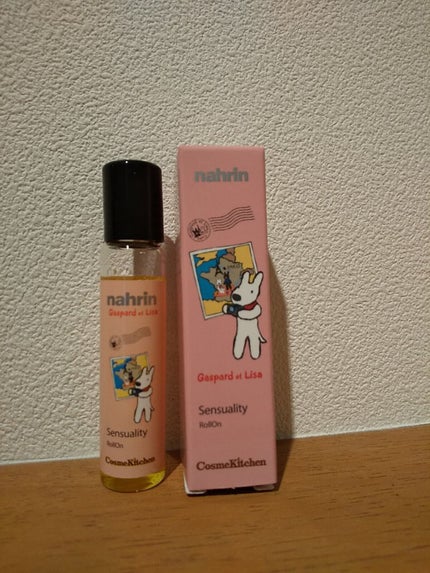 nahrin
Gaspard et Lisa
Sensuality
RollOn
CosmeKitchen
nahrin
Gaspard et Lisa
Sensuality
RollOn
CosmeKitchen